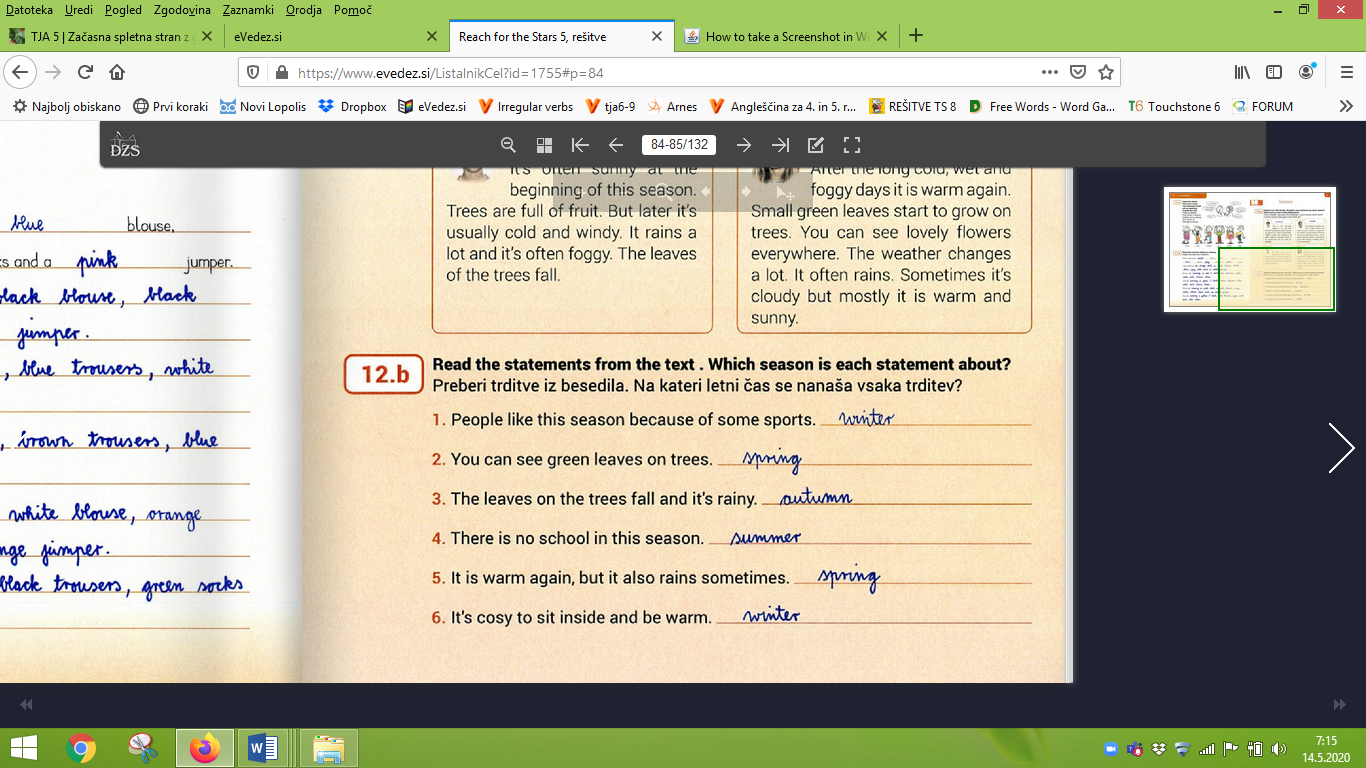 Datoteka Uredi Pogled Zgodovina Zaznamki Orodja Pomoč
TJA 5 | Začasna spletna stran z
eVedez.si
Reach for the Stars 5, rešitve
How to take a Screenshot in Wi
https://www.evedez.si/ListalnikCel?id=1755#p=84
Najbolj obiskano Prvi koraki Novi Lopolis Dropbox eVedez.si Irregular verbs tja6-9 Arnes Angleščina za 4. in 5. r... REŠITVE TS 8 Free Words - Word Ga... Touchstone 6 FORUM
DZS
84-85/132
blue blouse,
ks and a pink jumper.
black blouse, black
jumper.
, blue trousers, white
, brown trousers, blue
white blouse, orange
nge jumper.
black trousers, green socks
It's often sunny at the
beginning of this season.
Trees are full of fruit. But later it's
usually cold and windy. It rains a
lot and it's often foggy. The leaves
of the trees fall.
After the long cold, wet and
foggy days it is warm again.
Small green leaves start to grow on
trees. You can see lovely flowers
everywhere. The weather changes
a lot. It often rains. Sometimes it's
cloudy but mostly it is warm and
sunny.
12.b
Read the statements from the text . Which season is each statement about?
Preberi trditve iz besedila. Na kateri letni čas se nanaša vsaka trditev?
1. People like this season because of some sports. winter
2. You can see green leaves on trees. spring
3. The leaves on the trees fall and it's rainy. autumn
4. There is no school in this season. summer
5. It is warm again, but it also rains sometimes. spring
6. It's cosy to sit inside and be warm. winter
7:15
14.5.2020